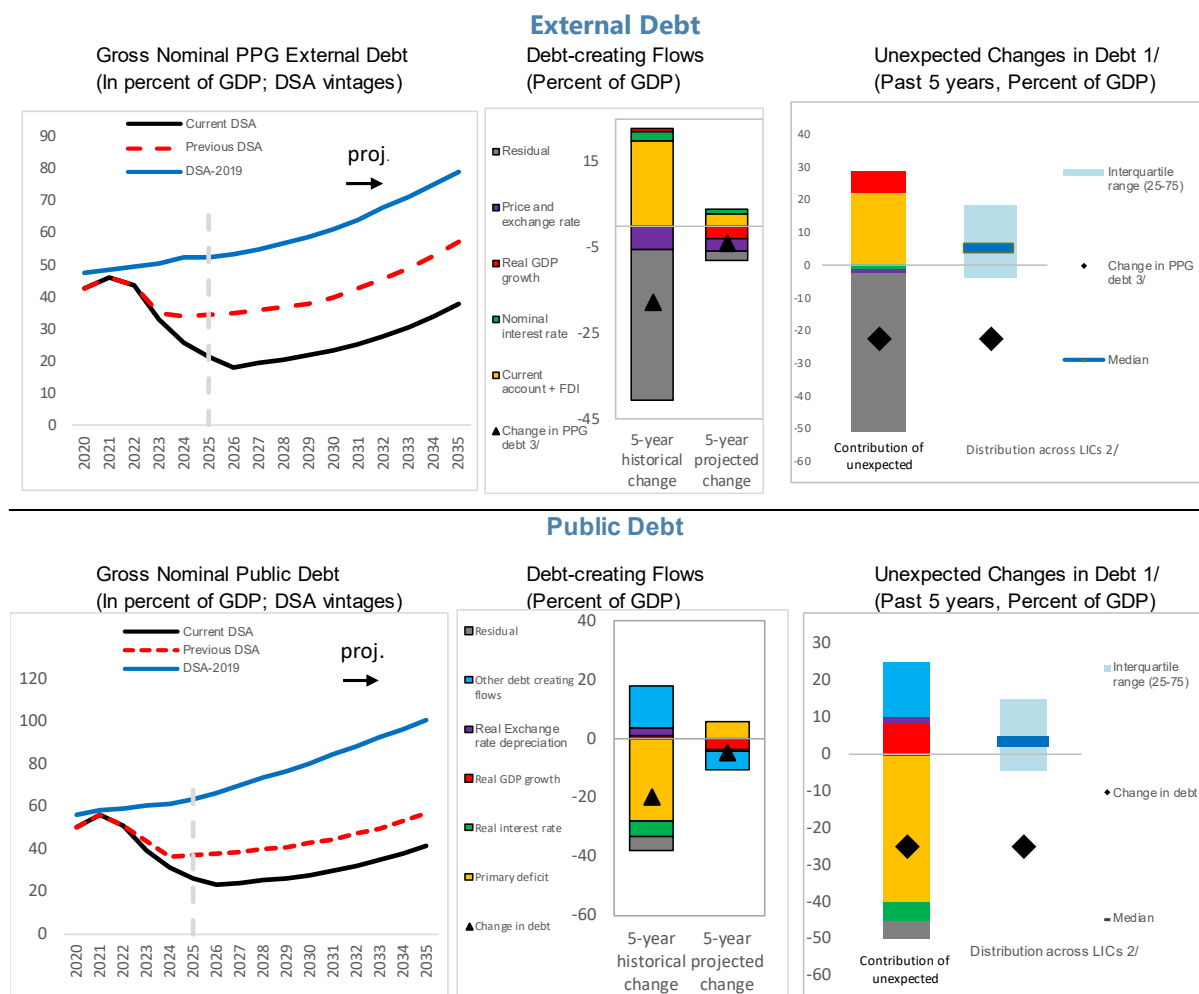 External Debt
Gross Nominal PPG External Debt
(In percent of GDP; DSA vintages)
Current DSA
Previous DSA
DSA-2019
proj.
90
80
70
60
50
40
30
20
10
0
2020
2021
2022
2023
2024
2025
2026
2027
2028
2029
2030
2031
2032
2033
2034
2035
Debt-creating Flows
(Percent of GDP)
Residual
Price and
exchange rate
Real GDP
growth
Nominal
interest rate
Current
account + FDI
Change in PPG
debt 3/
15
-5
-25
-45
5-year
historical
change
5-year
projected
change
Unexpected Changes in Debt 1/
(Past 5 years, Percent of GDP)
40
30
20
10
0
-10
-20
-30
-40
-50
-60
Contribution of
unexpected
Distribution across LICs 2/
Interquartile
range (25-75)
Change in PPG
debt 3/
Median
Public Debt
Gross Nominal Public Debt
(In percent of GDP; DSA vintages)
Current DSA
Previous DSA
DSA-2019
proj.
120
100
80
60
40
20
0
2020
2021
2022
2023
2024
2025
2026
2027
2028
2029
2030
2031
2032
2033
2034
2035
Debt-creating Flows
(Percent of GDP)
Residual
Other debt creating
flows
Real Exchange
rate depreciation
Real GDP growth
Real interest rate
Primary deficit
Change in debt
40
20
0
-20
-40
-60
5-year
historical
change
5-year
projected
change
Unexpected Changes in Debt 1/
(Past 5 years, Percent of GDP)
30
20
10
0
-10
-20
-30
-40
-50
-60
Contribution of
unexpected
Distribution across LICs 2/
Interquartile
range (25-75)
Change in debt
Median